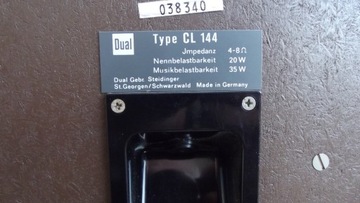 038340
Dual Type CL 144
Jmpedanz 4-8Ω
Nennbelastbarkeit 20 W
Musikbelastbarkeit 35 W
Dual Gebr. Steidinger
St.Georgen/Schwarzwald Made in Germany